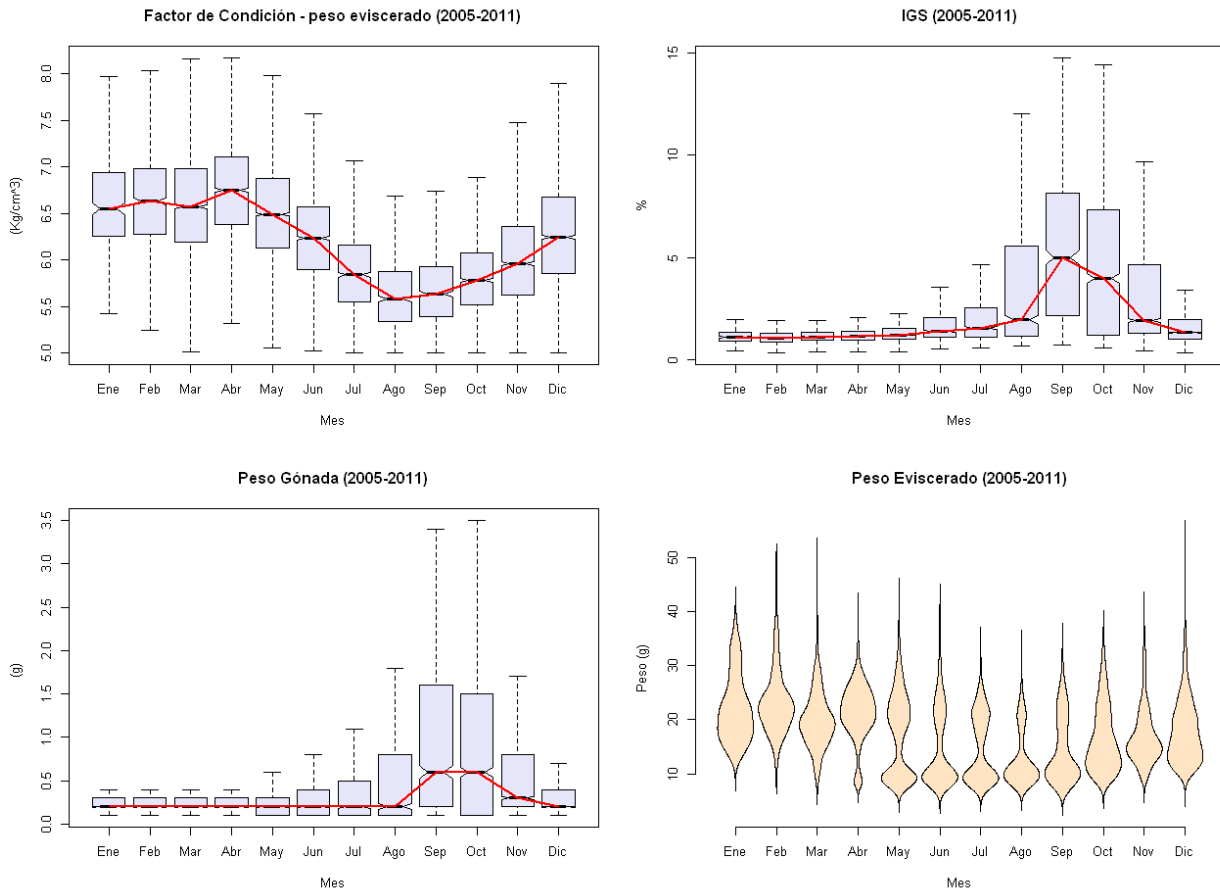 Factor de Condición - peso eviscerado (2005-2011)
(Kg/cm^3)
8.0
7.5
7.0
6.5
6.0
5.5
5.0
Ene Feb Mar Abr May Jun Jul Ago Sep Oct Nov Dic
Mes
IGS (2005-2011)
%
15
10
5
0
Ene Feb Mar Abr May Jun Jul Ago Sep Oct Nov Dic
Mes
Peso Gónada (2005-2011)
(g)
3.5
3.0
2.5
2.0
1.5
1.0
0.5
0.0
Ene Feb Mar Abr May Jun Jul Ago Sep Oct Nov Dic
Mes
Peso Eviscerado (2005-2011)
Peso (g)
50
40
30
20
10
Ene Feb Mar Abr May Jun Jul Ago Sep Oct Nov Dic
Mes